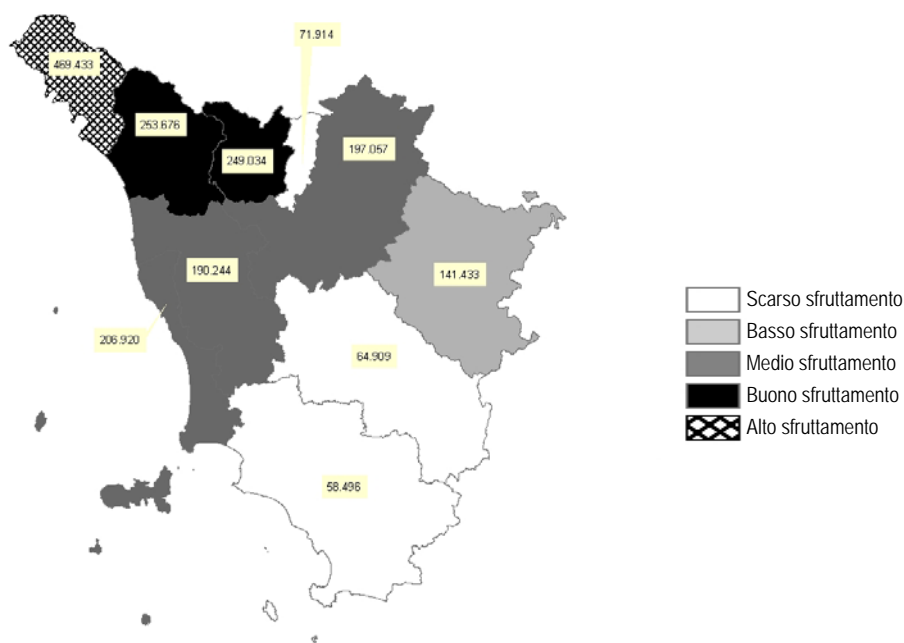 71.914
469.433
253.676
249.034
197.057
190.244
141.433
206.920
64.909
58.496
Scarso sfruttamento
Basso sfruttamento
Medio sfruttamento
Buono sfruttamento
Alto sfruttamento